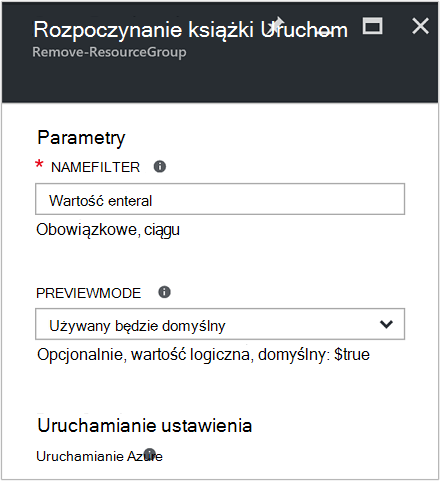 Rozpoczynanie książki Uruchom
Remove-ResourceGroup
Parametry
* NAMEFILTER
Wartość enteral
Obowiązkowe, ciągu
PREVIEWMODE
Używany będzie domyślny
Opcjonalnie, wartość logiczna, domyślny: $true
Uruchamianie ustawienia
Uruchamianie Azure